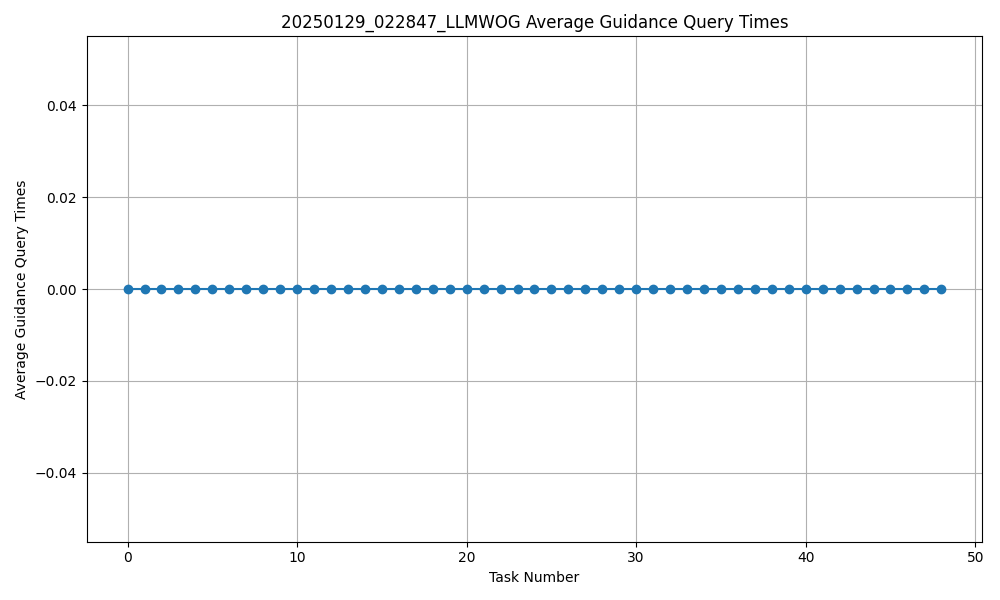 20250129_022847_LLMWOG Average Guidance Query Times
Average Guidance Query Times
0.04
0.02
0.00
−0.02
−0.04
0 10 20 30 40 50
Task Number